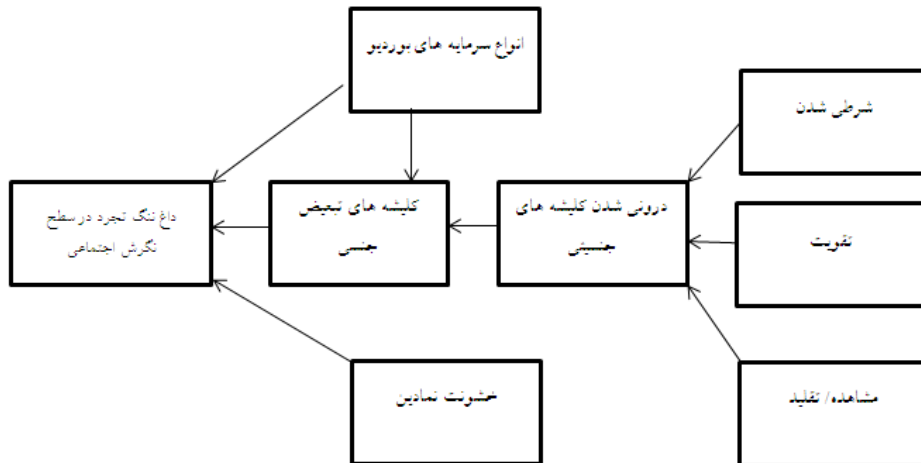 انواع سرمایه های بوردیو
شرطی شدن
درونی شدن کلیشه های
جنسیتی
کلیشه های تبعیض
جنسی
داغ ننگ تجرد در سطح
نگرش اجتماعی
تقویت
خشونت نمادین
مشاهده/ تقلید